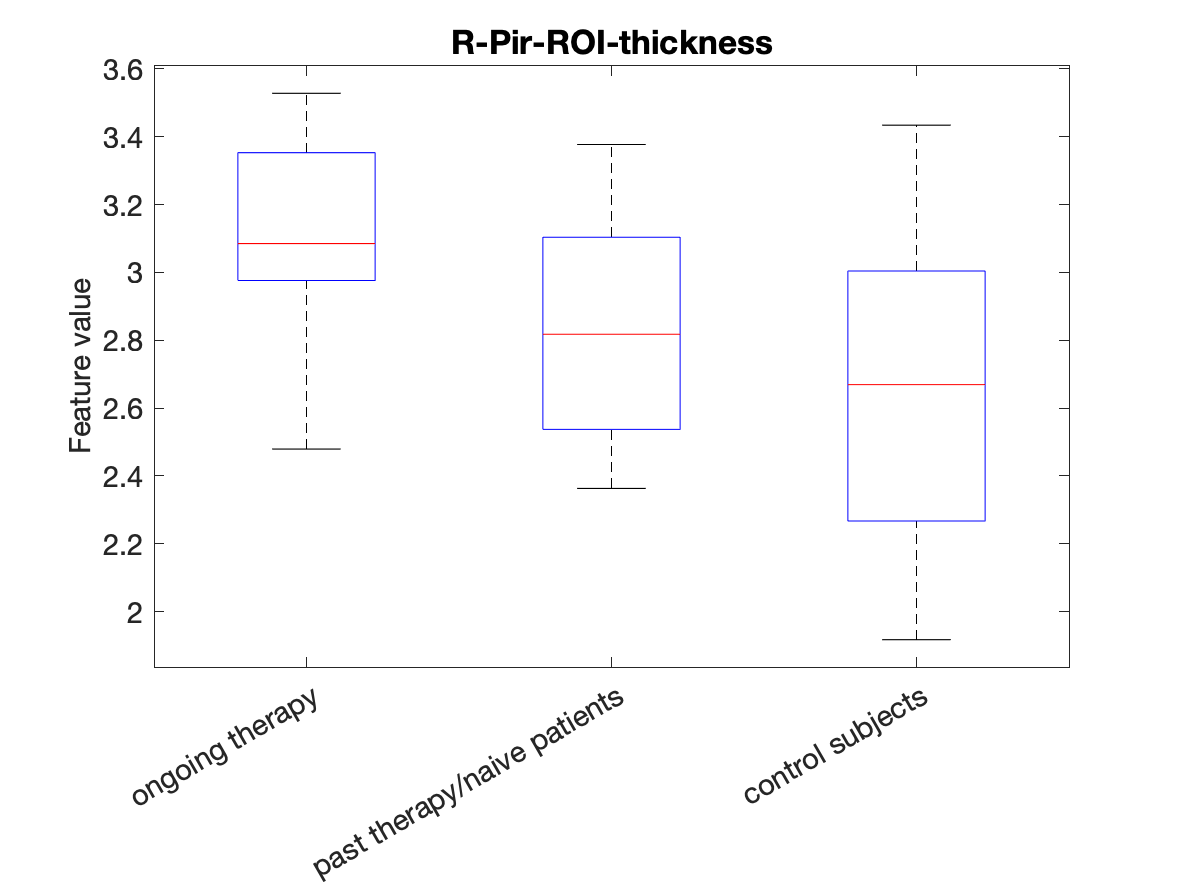 R-Pir-ROI-thickness
3.6
3.4
3.2
3
2.8
2.6
2.4
2.2
2
Feature value
ongoing therapy
past therapy/naive patients
control subjects